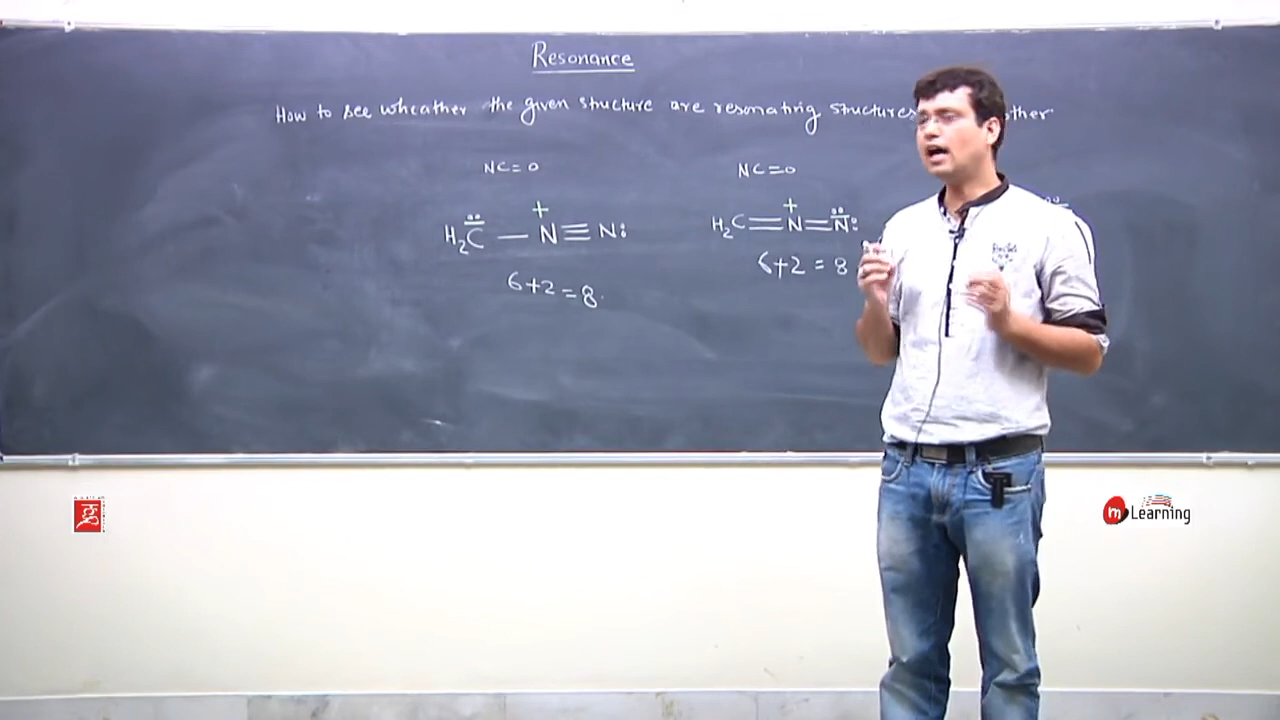 Resonance
How to see wheather the given structure are resonating structures other
NC=0 NC=0
H₂C̈ — N⁺ ≡ N: H₂C = N⁺ = N̈:
6+2=8 6+2=8
m Learning